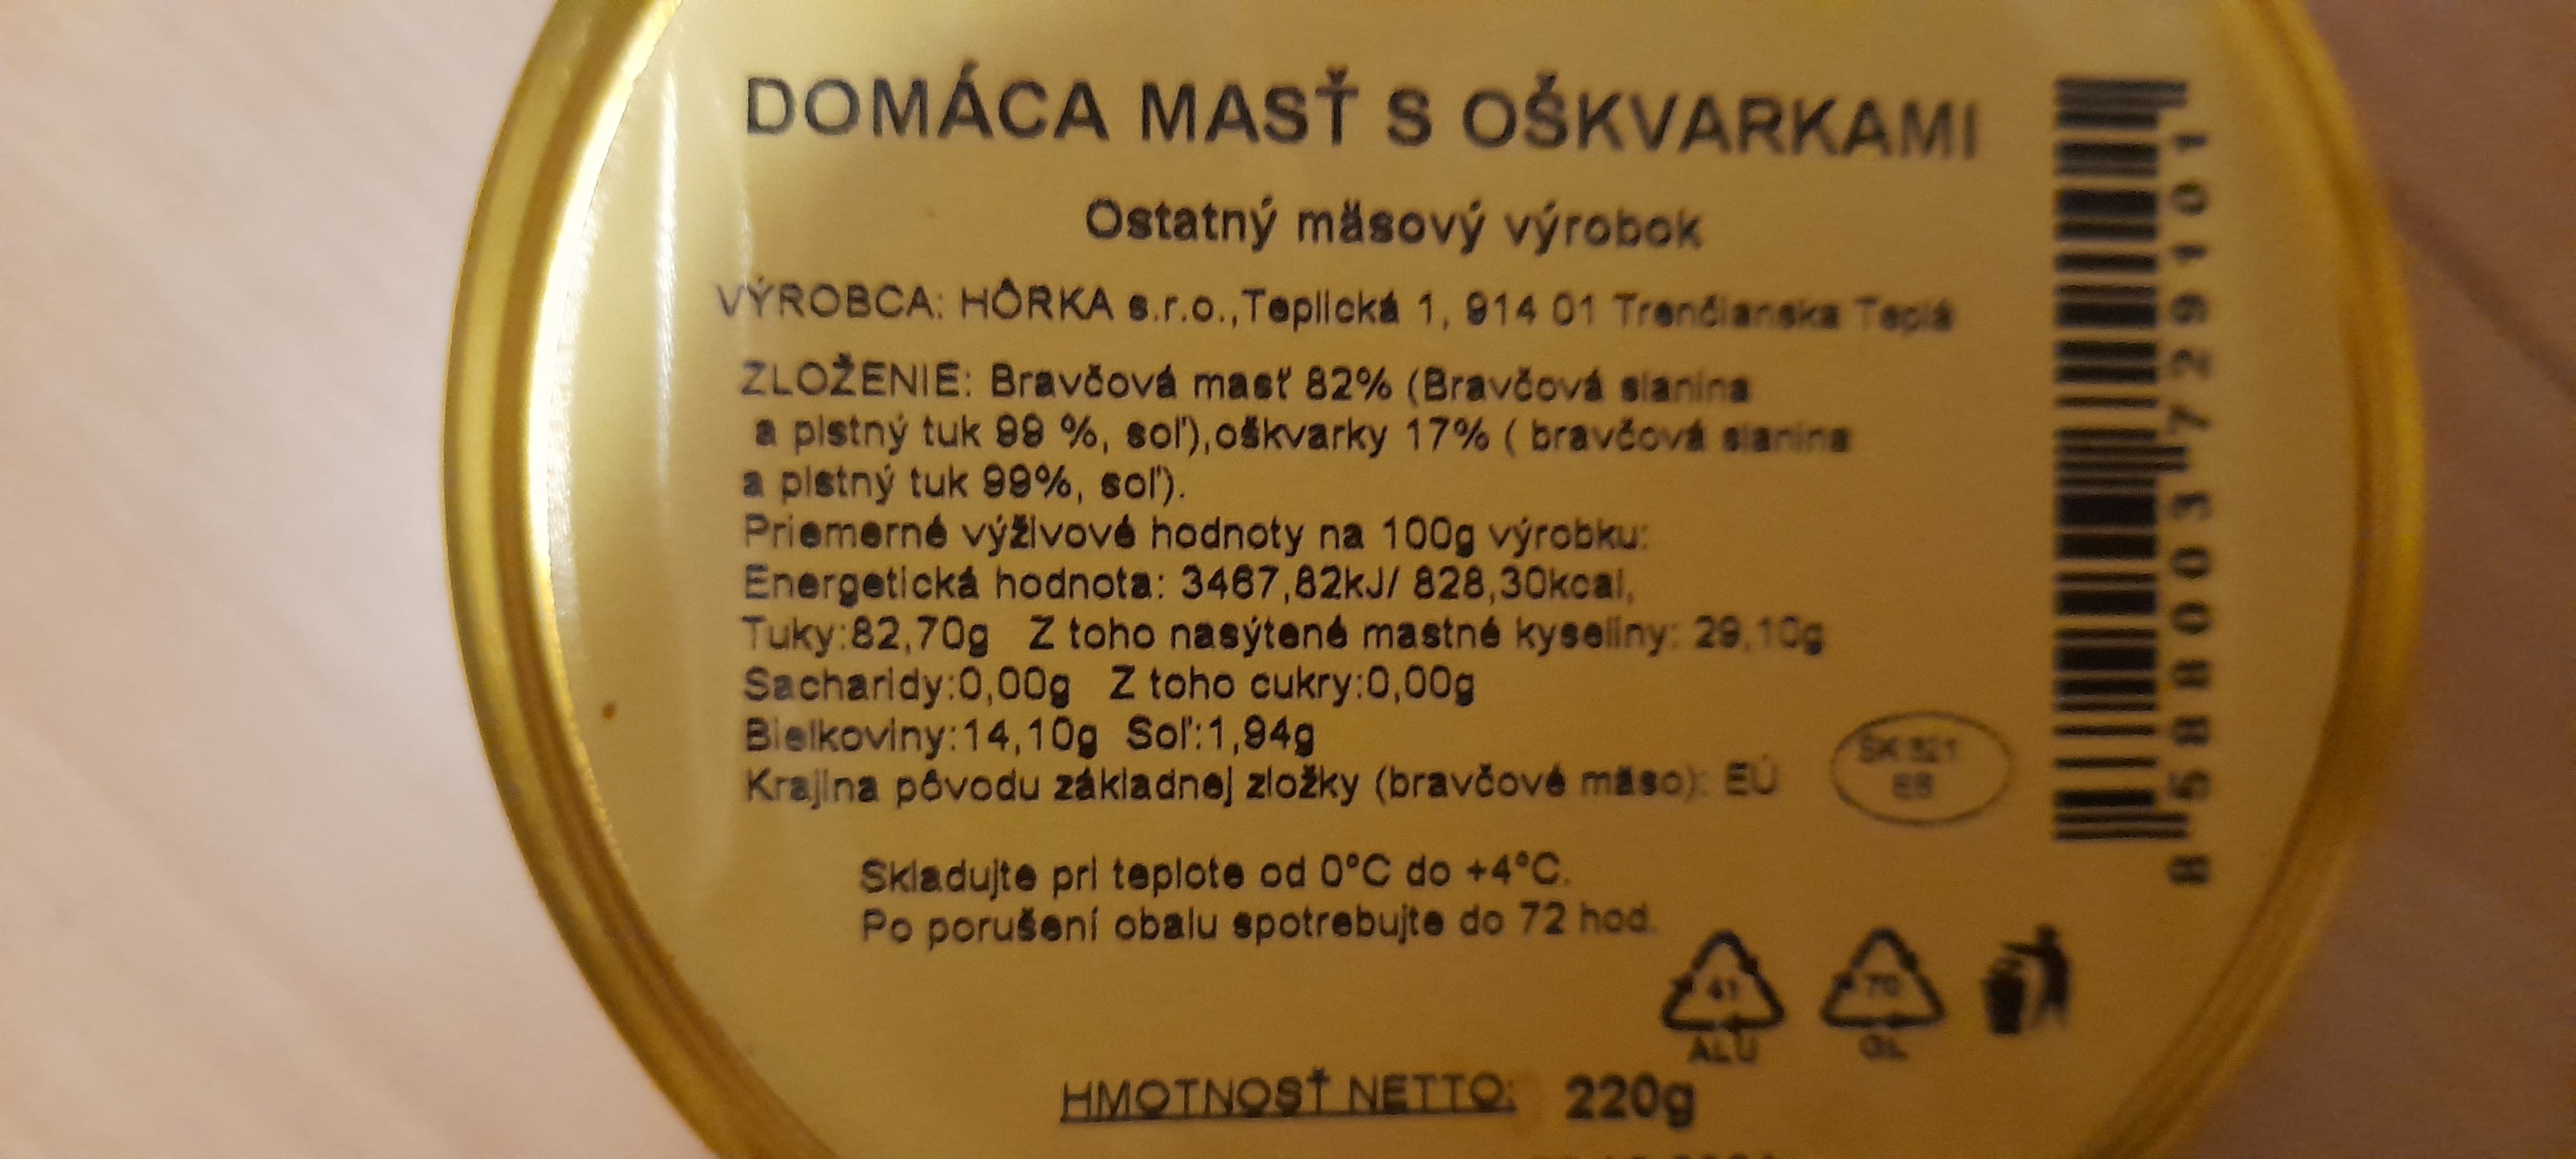 DOMÁCA MASŤ S OŠKVARKAMI
Ostatný mäsový výrobok
VÝROBCA: HÔRKA s.r.o.,Teplická 1, 914 01 Trenčianska Teplá
ZLOŽENIE: Bravčová masť 82% (Bravčová slanina
a plstný tuk 99 %, soľ),oškvarky 17% ( bravčová slanina
a plstný tuk 99%, soľ).
Priemerné výživové hodnoty na 100g výrobku:
Energetická hodnota: 3467,82kJ/ 828,30kcal,
Tuky:82,70g Z toho nasýtené mastné kyseliny: 29,10g
Sacharidy:0,00g Z toho cukry:0,00g
Bielkoviny:14,10g Soľ:1,94g
Krajina pôvodu základnej zložky (bravčové mäso): EÚ
SK
Skladujte pri teplote od 0°C do +4°C.
Po porušení obalu spotrebujte do 72 hod.
41
ALU
70
GL
HMOTNOSŤ NETTO: 220g
8 588003 729101